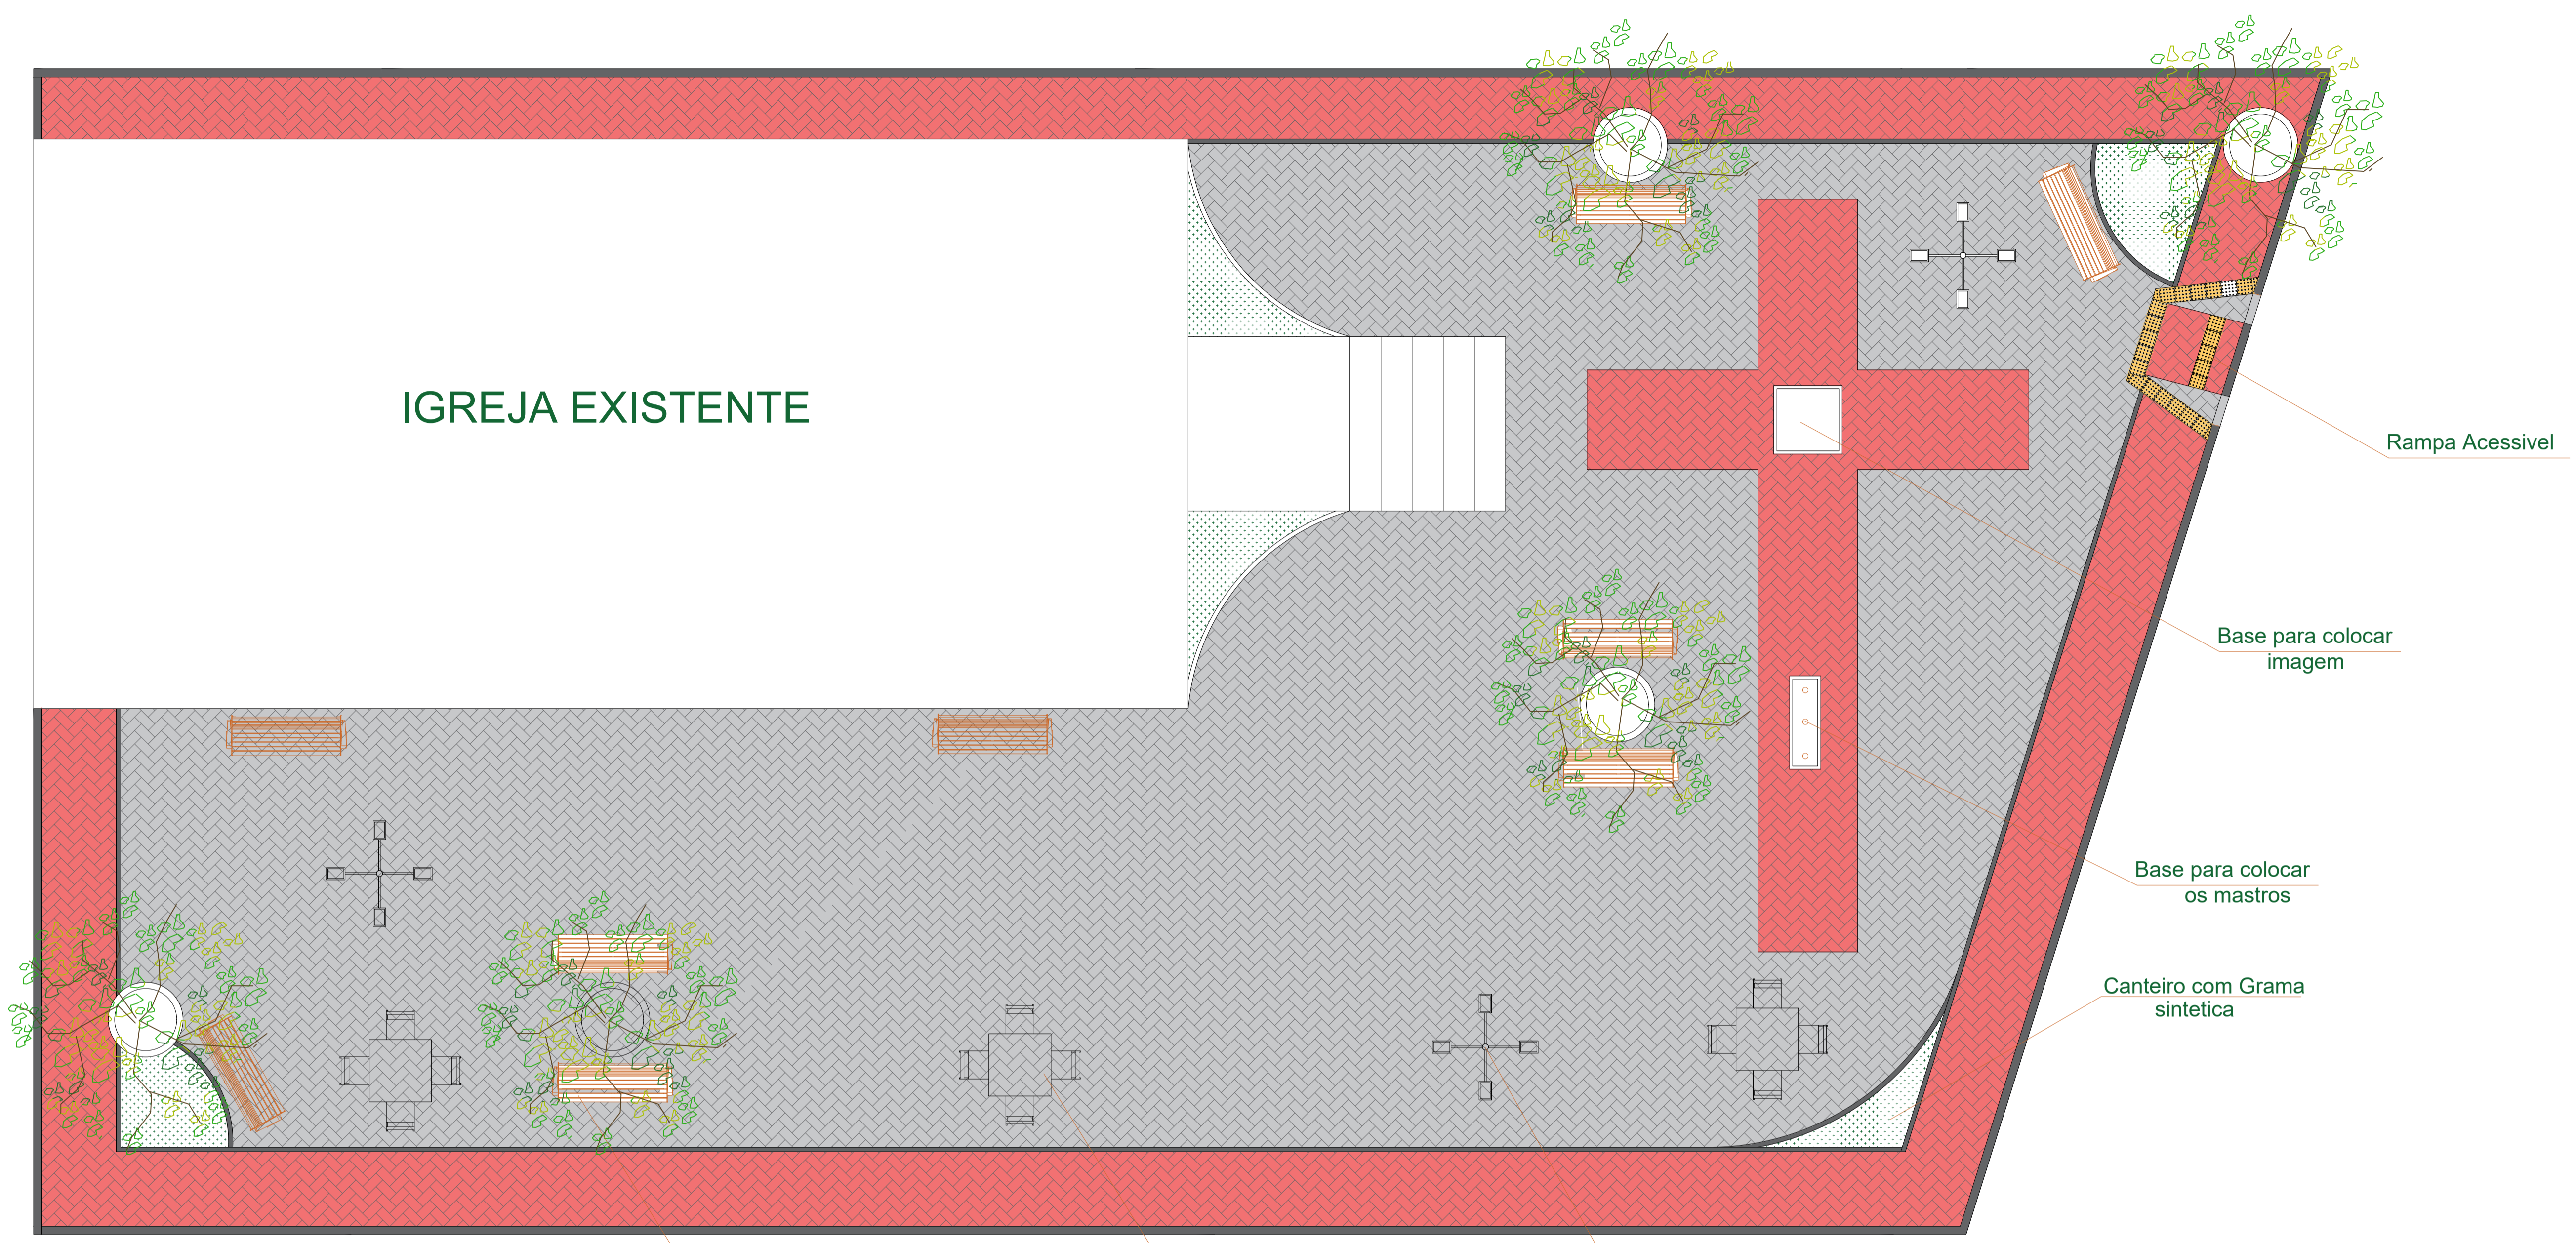 IGREJA EXISTENTE
Rampa Acessivel
Base para colocar
imagem
Base para colocar
os mastros
Canteiro com Grama
sintetica